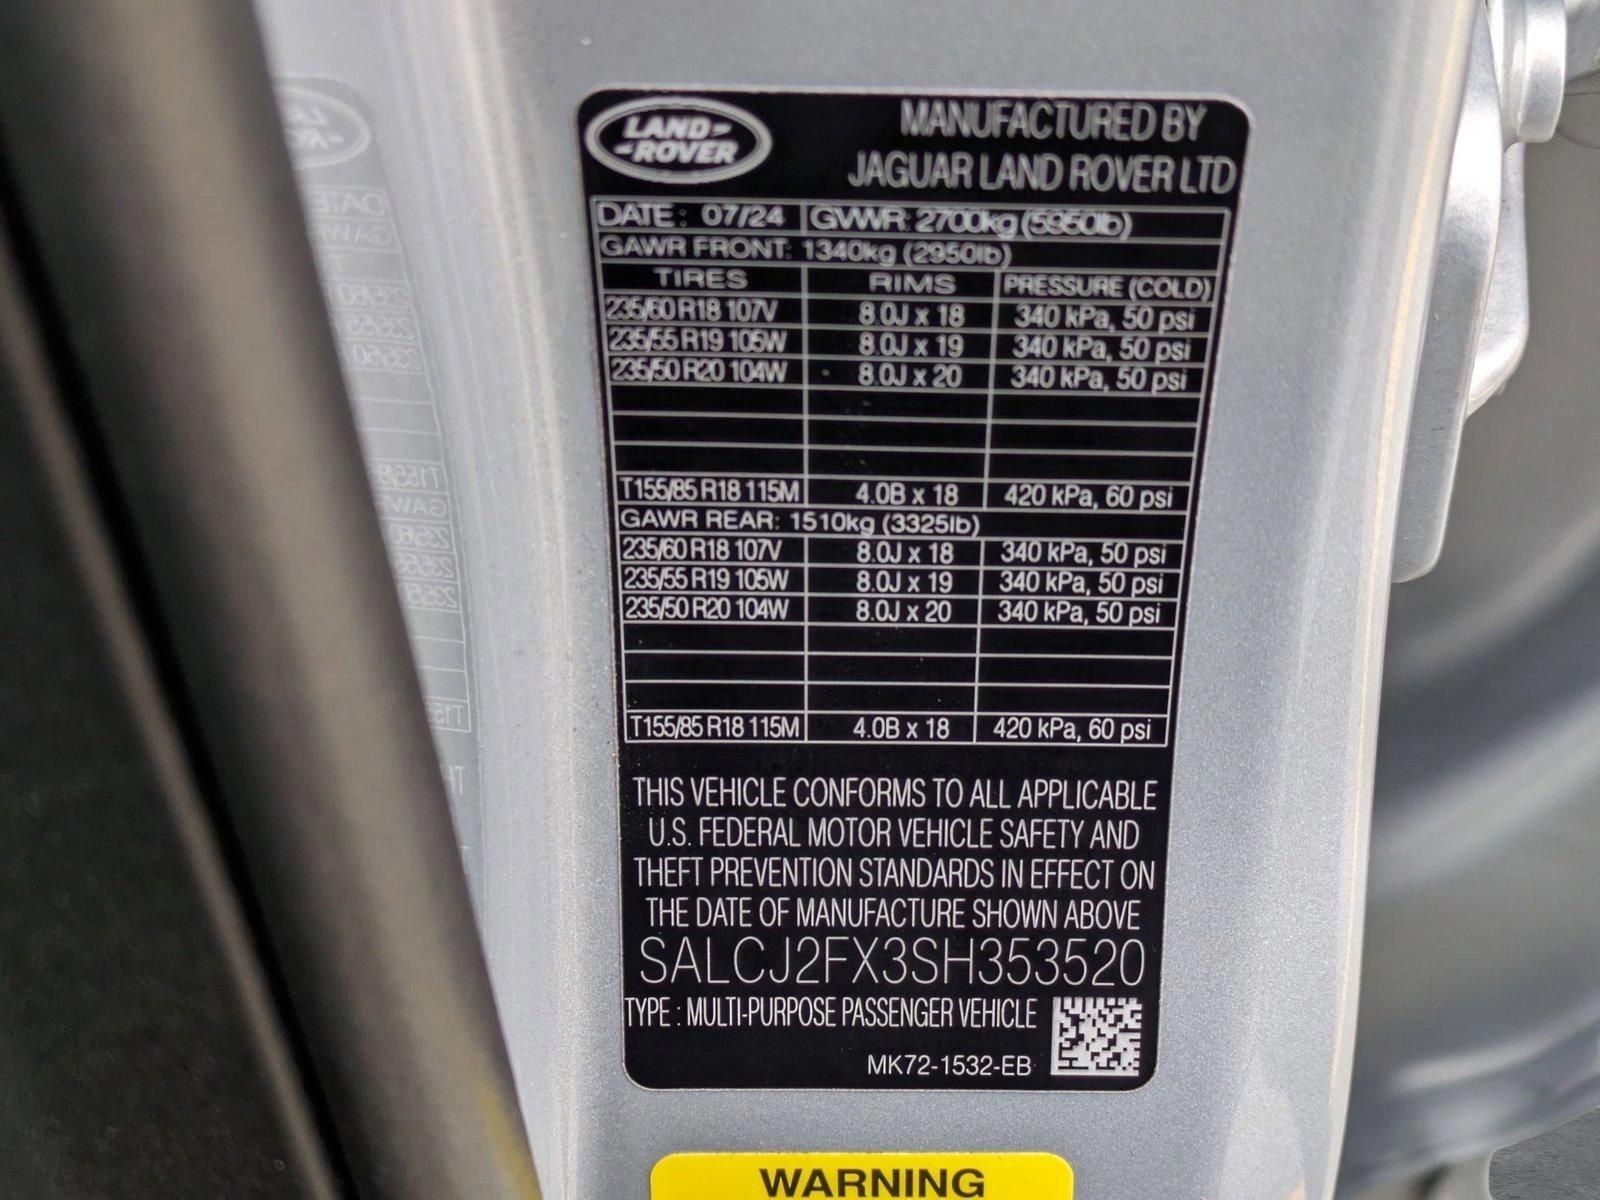 LAND-
-ROVER
MANUFACTURED BY
JAGUAR LAND ROVER LTD
DATE: 07/24 GVWR: 2700kg (5950lb)
GAWR FRONT: 1340kg (2950lb)
TIRES RIMS PRESSURE (COLD)
235/60 R18 107V 8.0J x 18 340 kPa, 50 psi
235/55 R19 105W 8.0J x 19 340 kPa, 50 psi
235/50 R20 104W 8.0J x 20 340 kPa, 50 psi
T155/85 R18 115M 4.0B x 18 420 kPa, 60 psi
GAWR REAR: 1510kg (3325lb)
235/60 R18 107V 8.0J x 18 340 kPa, 50 psi
235/55 R19 105W 8.0J x 19 340 kPa, 50 psi
235/50 R20 104W 8.0J x 20 340 kPa, 50 psi
T155/85 R18 115M 4.0B x 18 420 kPa, 60 psi
THIS VEHICLE CONFORMS TO ALL APPLICABLE
U.S. FEDERAL MOTOR VEHICLE SAFETY AND
THEFT PREVENTION STANDARDS IN EFFECT ON
THE DATE OF MANUFACTURE SHOWN ABOVE
SALCJ2FX3SH353520
TYPE : MULTI-PURPOSE PASSENGER VEHICLE
MK72-1532-EB
WARNING